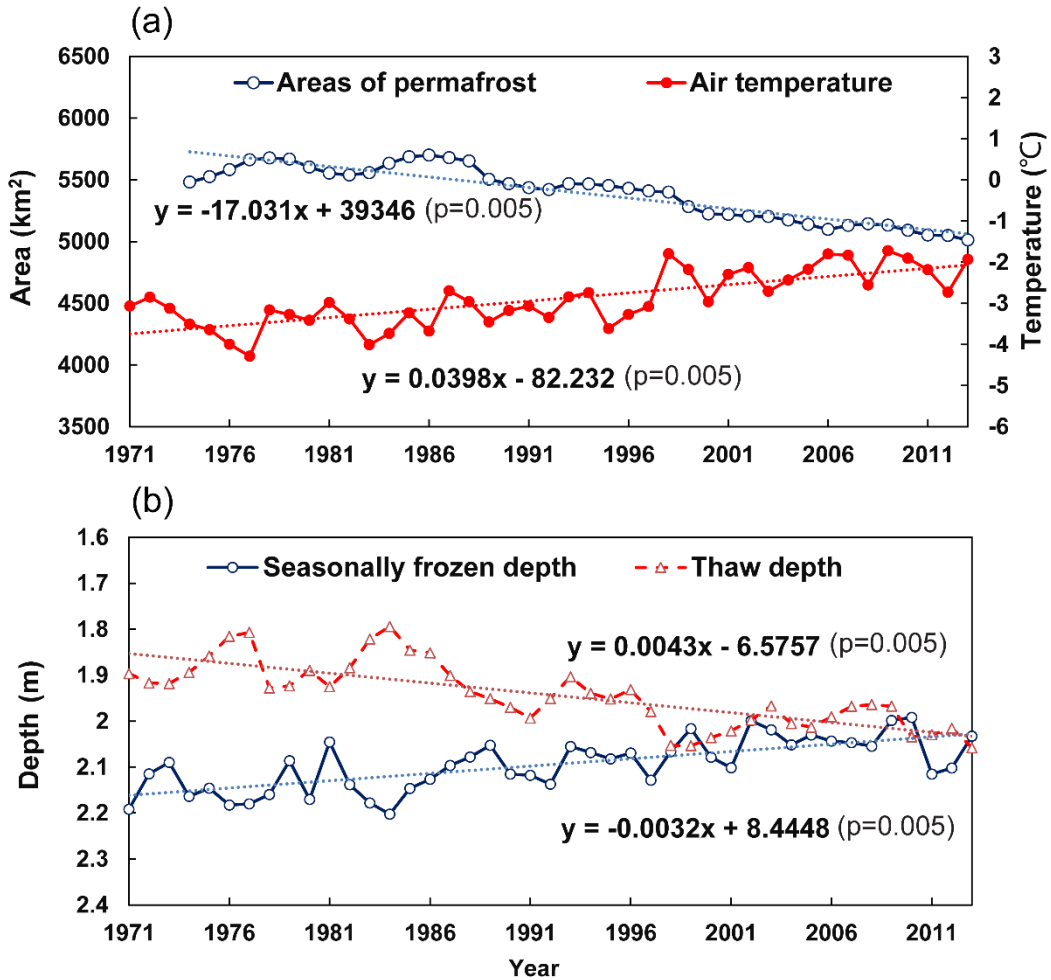 (a)
6500
6000
5500
5000
4500
4000
3500
Area (km²)
Areas of permafrost
Air temperature
3
2
1
0
-1
-2
-3
-4
-5
-6
Temperature (℃)
y = -17.031x + 39346 (p=0.005)
y = 0.0398x - 82.232 (p=0.005)
1971 1976 1981 1986 1991 1996 2001 2006 2011
(b)
1.6
1.7
1.8
1.9
2
2.1
2.2
2.3
2.4
Depth (m)
Seasonally frozen depth
Thaw depth
y = 0.0043x - 6.5757 (p=0.005)
y = -0.0032x + 8.4448 (p=0.005)
1971 1976 1981 1986 1991 1996 2001 2006 2011
Year